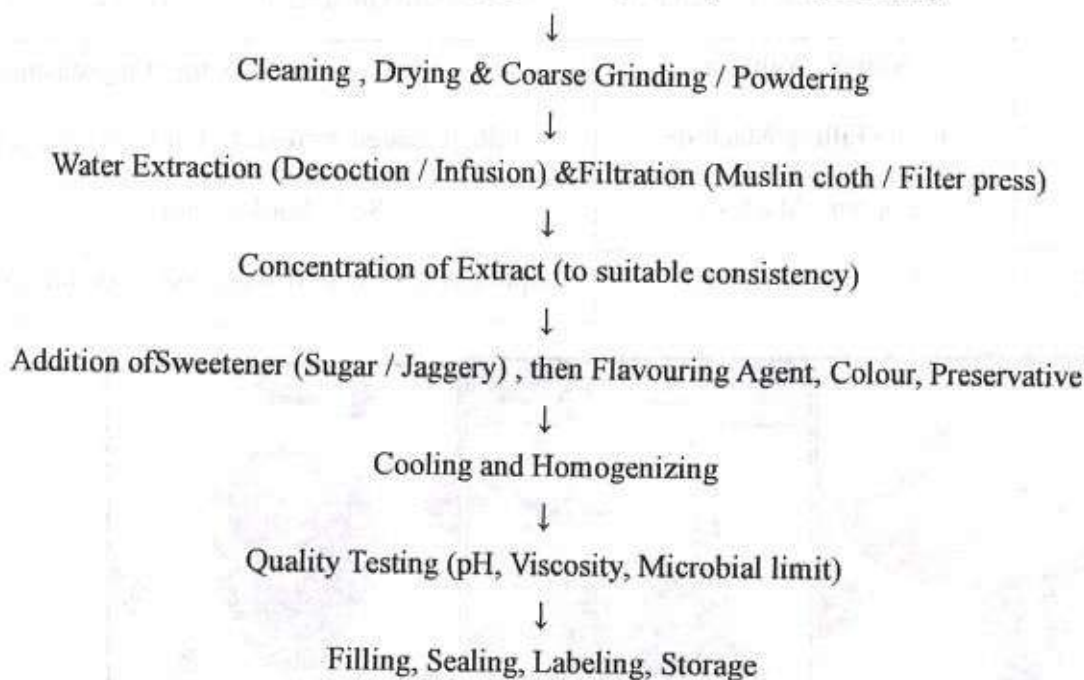 ↓
Cleaning , Drying & Coarse Grinding / Powdering
↓
Water Extraction (Decoction / Infusion) &Filtration (Muslin cloth / Filter press)
↓
Concentration of Extract (to suitable consistency)
↓
Addition ofSweetener (Sugar / Jaggery) , then Flavouring Agent, Colour, Preservative
↓
Cooling and Homogenizing
↓
Quality Testing (pH, Viscosity, Microbial limit)
↓
Filling, Sealing, Labeling, Storage